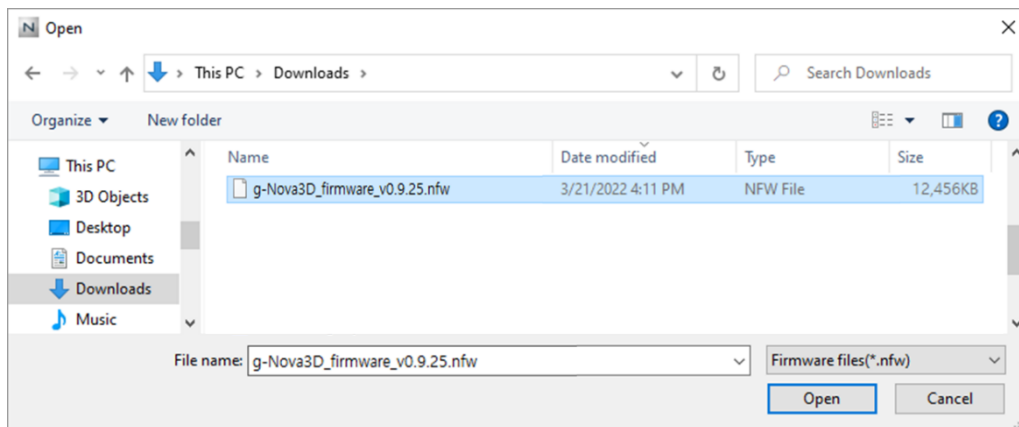 Open
This PC > Downloads >
Search Downloads
Organize
New folder
This PC
3D Objects
Desktop
Documents
Downloads
Music
Name Date modified Type Size
g-Nova3D_firmware_v0.9.25.nfw 3/21/2022 4:11 PM NFW File 12,456KB
File name: g-Nova3D_firmware_v0.9.25.nfw
Firmware files(*.nfw)
Open
Cancel